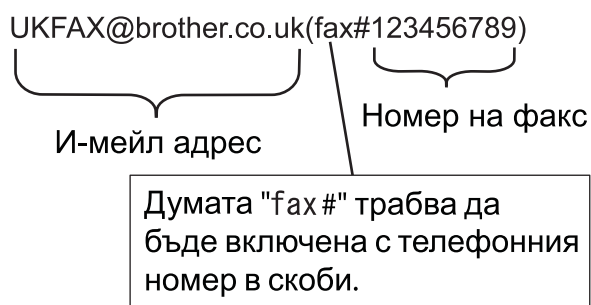 UKFAX@brother.co.uk(fax#123456789)
Номер на факс
И-мейл адрес
Думата "fax#" трабва да
бъде включена с телефонния
номер в скоби.